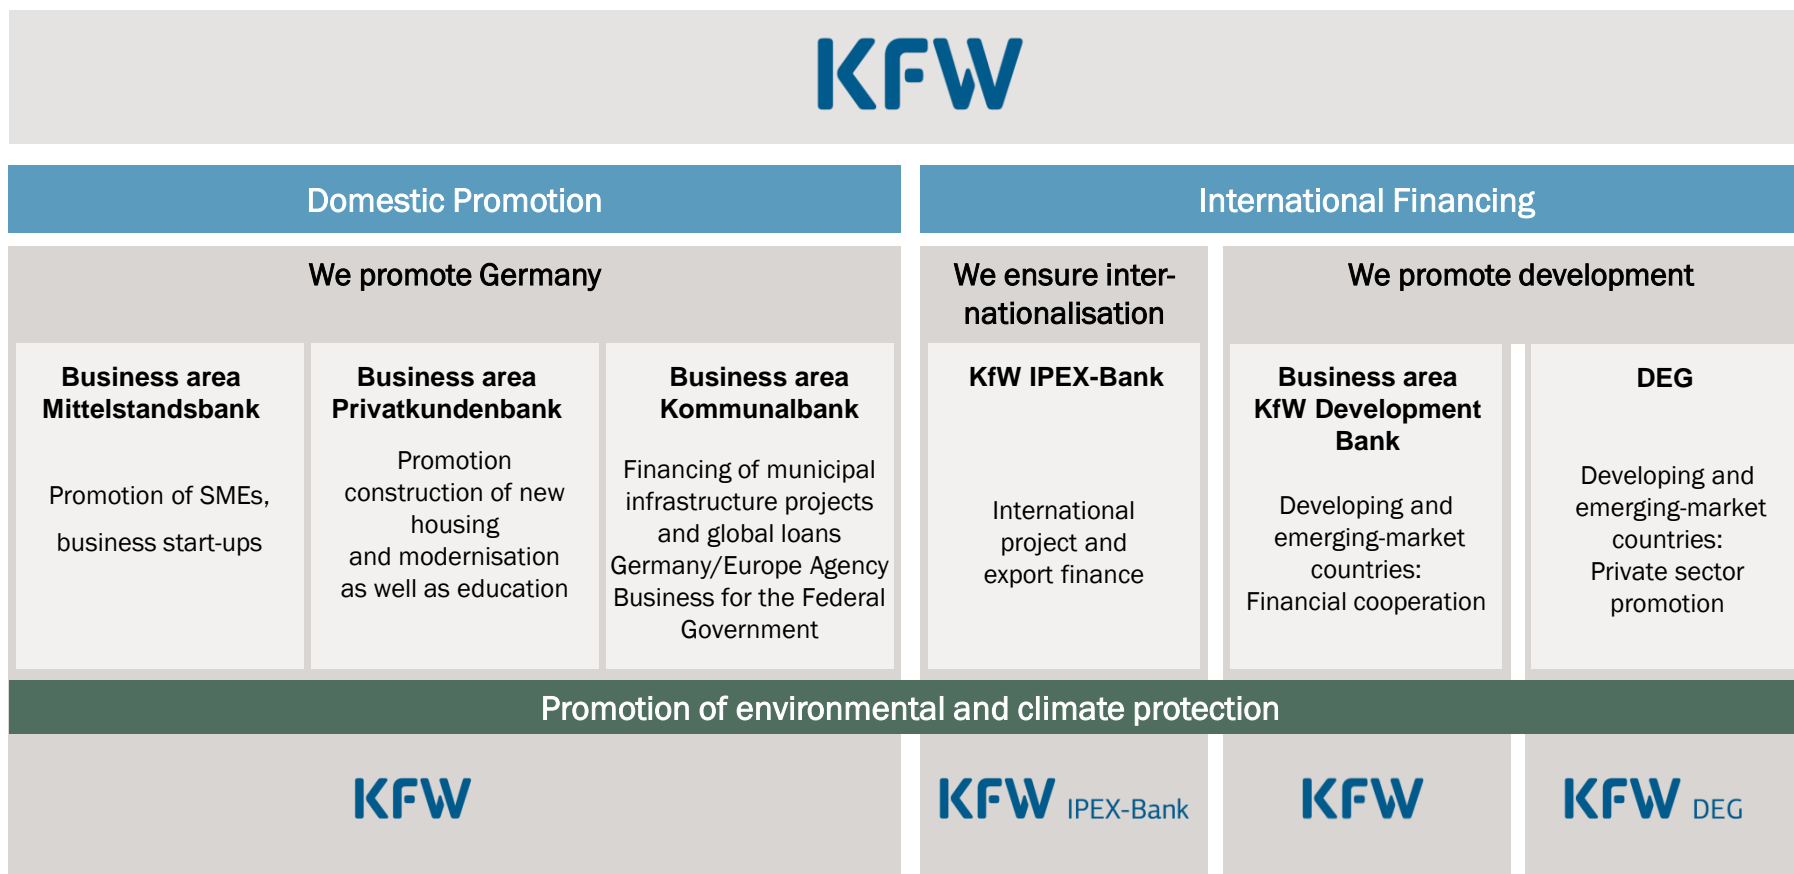 KFW
Domestic Promotion
International Financing
We promote Germany
Business area
Mittelstandsbank
Promotion of SMEs,
business start-ups
Business area
Privatkundenbank
Promotion
construction of new
housing
and modernisation
as well as education
Business area
Kommunalbank
Financing of municipal
infrastructure projects
and global loans
Germany/Europe Agency
Business for the Federal
Government
We ensure inter-
nationalisation
KfW IPEX-Bank
International
project and
export finance
We promote development
Business area
KfW Development
Bank
Developing and
emerging-market
countries:
Financial cooperation
DEG
Developing and
emerging-market
countries:
Private sector
promotion
Promotion of environmental and climate protection
KFW
KFW IPEX-Bank
KFW
KFW DEG